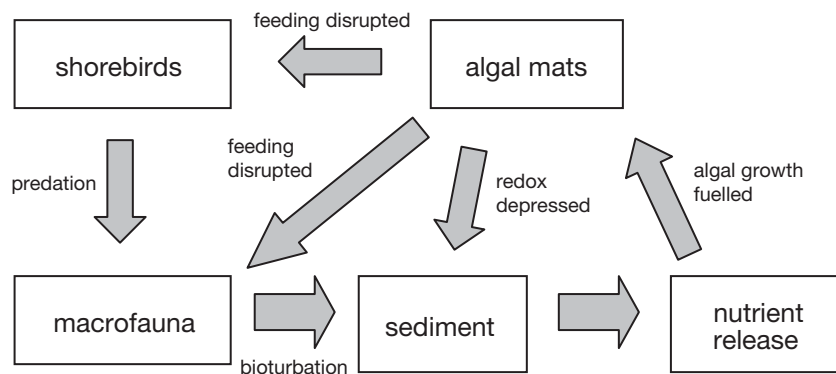 feeding disrupted
shorebirds
algal mats
predation
feeding
disrupted
redox
depressed
algal growth
fuelled
macrofauna
bioturbation
sediment
nutrient
release